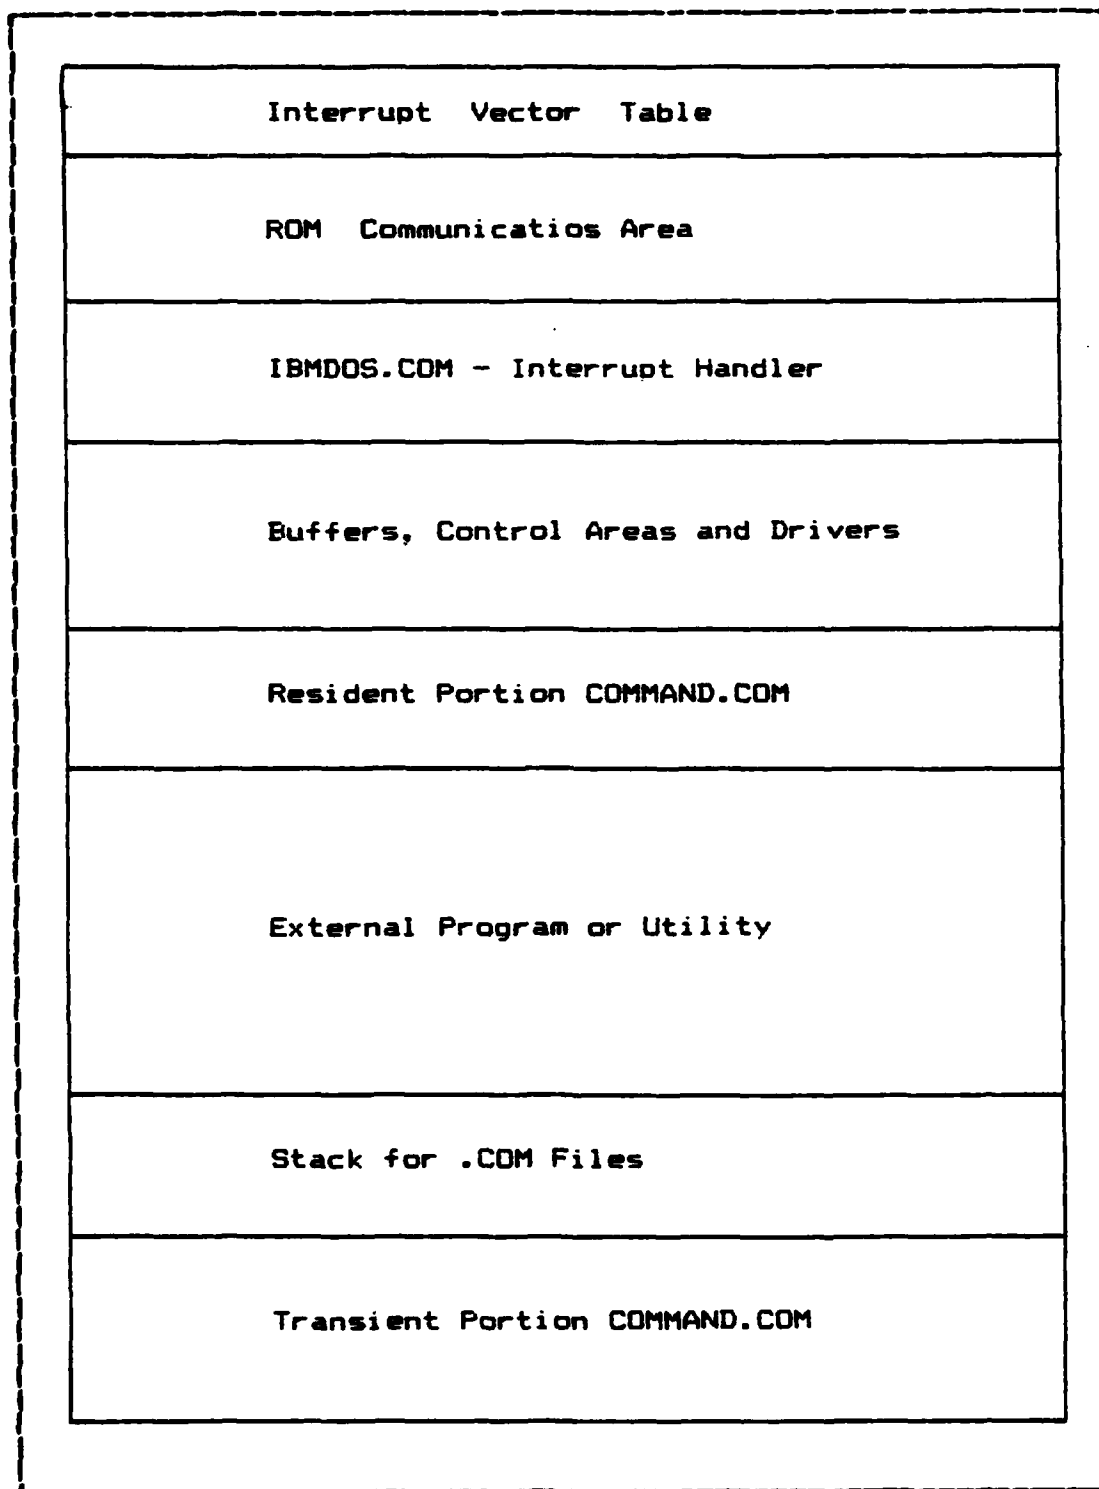 Interrupt Vector Table
ROM Communicatios Area
IBMDOS.COM - Interrupt Handler
Buffers, Control Areas and Drivers
Resident Portion COMMAND.COM
External Program or Utility
Stack for .COM Files
Transient Portion COMMAND.COM